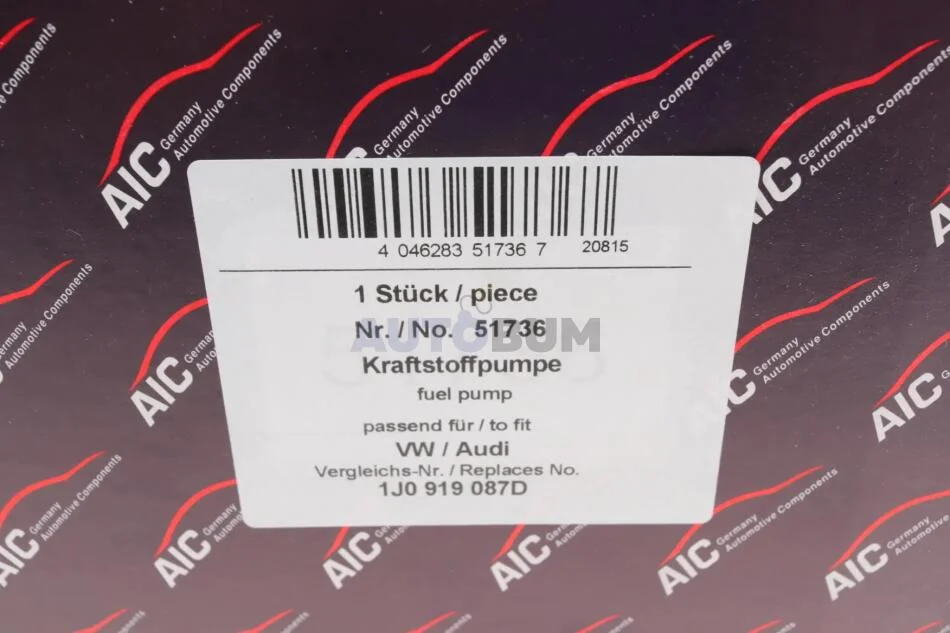 AIC Germany Automotive Components
4 046283 51736 7 20815
1 Stück / piece
Nr. / No. 51736
AUTOBUM
Kraftstoffpumpe
fuel pump
passend für / to fit
VW / Audi
Vergleichs-Nr. / Replaces No.
1J0 919 087D